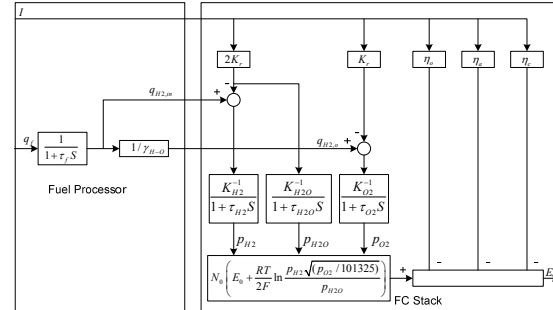 I
2K_r
K_r
η_o
η_a
η_c
q_{H2,in}
q_f
1 / (1+τ_f S)
1/γ_{H-O}
q_{H2,o}
Fuel Processor
K_{H2}^{-1} / (1+τ_{H2} S)
K_{H2O}^{-1} / (1+τ_{H2O} S)
K_{O2}^{-1} / (1+τ_{O2} S)
p_{H2}
p_{H2O}
p_{O2}
N_0 ( E_0 + RT/2F ln p_{H2}√(p_{O2} /101325) / p_{H2O} )
FC Stack